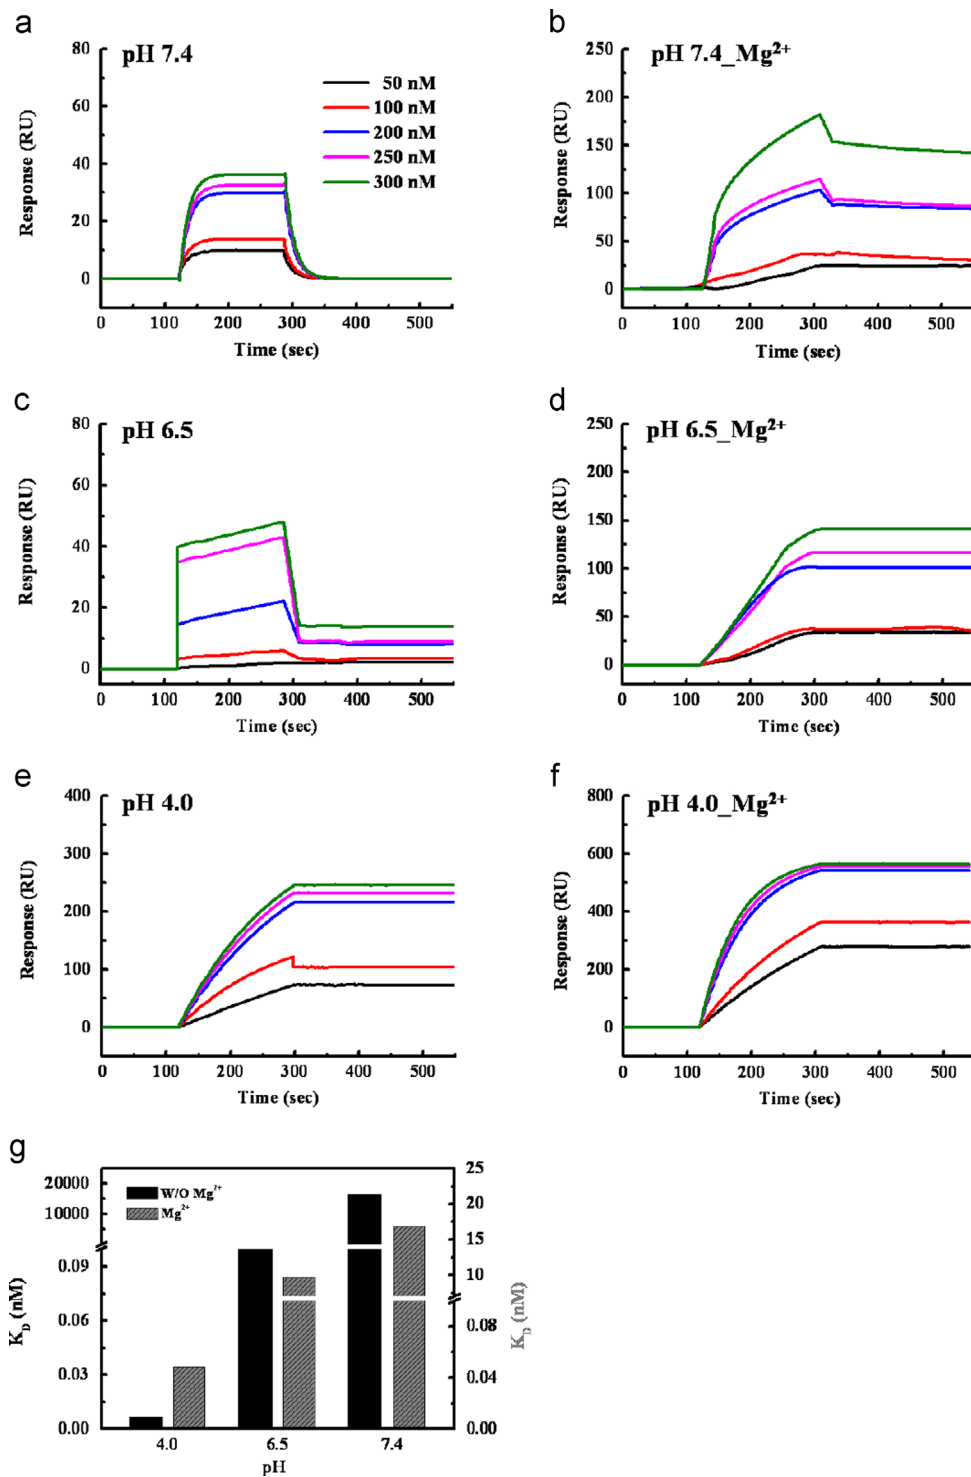 a
pH 7.4
80
60
40
20
0
Response (RU)
50 nM
100 nM
200 nM
250 nM
300 nM
0 100 200 300 400 500
Time (sec)
b
pH 7.4_Mg²⁺
250
200
150
100
50
0
Response (RU)
0 100 200 300 400 500
Time (sec)
c
pH 6.5
80
60
40
20
0
Response (RU)
0 100 200 300 400 500
Time (sec)
d
pH 6.5_Mg²⁺
250
200
150
100
50
0
Response (RU)
0 100 200 300 400 500
Time (sec)
e
pH 4.0
400
300
200
100
0
Response (RU)
0 100 200 300 400 500
Time (sec)
f
pH 4.0_Mg²⁺
800
600
400
200
0
Response (RU)
0 100 200 300 400 500
Time (sec)
g
W/O Mg²⁺
Mg²⁺
20000
10000
0.09
0.06
0.03
0.00
K_D (nM)
25
20
15
10
0.08
0.04
0.00
K_D (nM)
4.0 6.5 7.4
pH